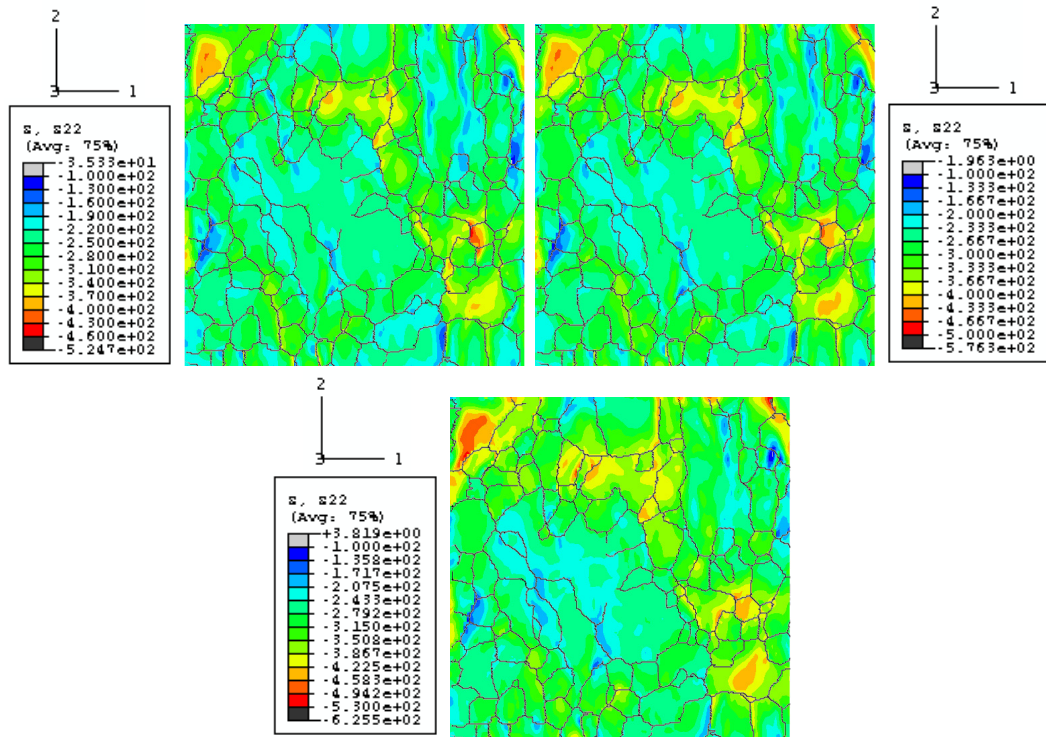 2
3 1
s, s22
(Avg: 75%)
-3.533e+01
-1.000e+02
-1.300e+02
-1.600e+02
-1.900e+02
-2.200e+02
-2.500e+02
-2.800e+02
-3.100e+02
-3.400e+02
-3.700e+02
-4.000e+02
-4.300e+02
-4.600e+02
-5.247e+02
2
3 1
s, s22
(Avg: 75%)
-1.963e+00
-1.000e+02
-1.333e+02
-1.667e+02
-2.000e+02
-2.333e+02
-2.667e+02
-3.000e+02
-3.333e+02
-3.667e+02
-4.000e+02
-4.333e+02
-4.667e+02
-5.000e+02
-5.763e+02
2
3 1
s, s22
(Avg: 75%)
+3.819e+00
-1.000e+02
-1.358e+02
-1.717e+02
-2.075e+02
-2.433e+02
-2.792e+02
-3.150e+02
-3.508e+02
-3.867e+02
-4.225e+02
-4.583e+02
-4.942e+02
-5.300e+02
-6.255e+02